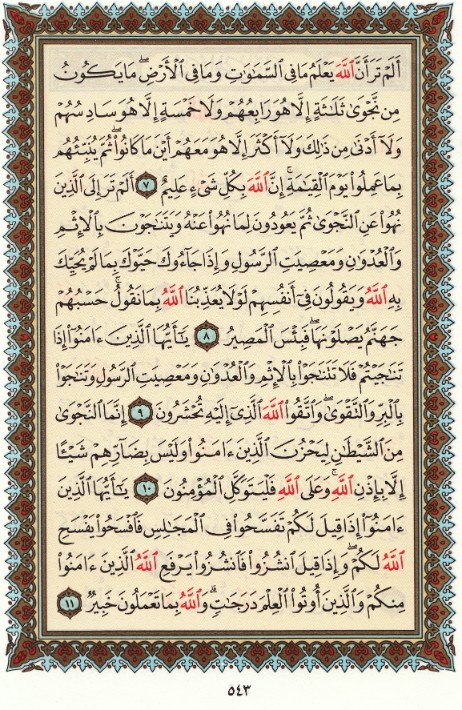 أَلَمْ تَرَ أَنَّ ٱللَّهَ يَعْلَمُ مَا فِى ٱلسَّمَٰوَٰتِ وَمَا فِى ٱلْأَرْضِ ۖ مَا يَكُونُ
مِن نَّجْوَىٰ ثَلَٰثَةٍ إِلَّا هُوَ رَابِعُهُمْ وَلَا خَمْسَةٍ إِلَّا هُوَ سَادِسُهُمْ
وَلَآ أَدْنَىٰ مِن ذَٰلِكَ وَلَآ أَكْثَرَ إِلَّا هُوَ مَعَهُمْ أَيْنَ مَا كَانُوا۟ ۖ ثُمَّ يُنَبِّئُهُم
بِمَا عَمِلُوا۟ يَوْمَ ٱلْقِيَٰمَةِ ۚ إِنَّ ٱللَّهَ بِكُلِّ شَىْءٍ عَلِيمٌ ٧ أَلَمْ تَرَ إِلَى ٱلَّذِينَ
نُهُوا۟ عَنِ ٱلنَّجْوَىٰ ثُمَّ يَعُودُونَ لِمَا نُهُوا۟ عَنْهُ وَيَتَنَٰجَوْنَ بِٱلْإِثْمِ
وَٱلْعُدْوَٰنِ وَمَعْصِيَتِ ٱلرَّسُولِ وَإِذَا جَآءُوكَ حَيَّوْكَ بِمَا لَمْ يُحَيِّكَ
بِهِ ٱللَّهُ وَيَقُولُونَ فِىٓ أَنفُسِهِمْ لَوْلَا يُعَذِّبُنَا ٱللَّهُ بِمَا نَقُولُ ۚ حَسْبُهُمْ
جَهَنَّمُ يَصْلَوْنَهَا ۖ فَبِئْسَ ٱلْمَصِيرُ ٨ يَٰٓأَيُّهَا ٱلَّذِينَ ءَامَنُوٓا۟ إِذَا
تَنَٰجَيْتُمْ فَلَا تَتَنَٰجَوْا۟ بِٱلْإِثْمِ وَٱلْعُدْوَٰنِ وَمَعْصِيَتِ ٱلرَّسُولِ وَتَنَٰجَوْا۟
بِٱلْبِرِّ وَٱلتَّقْوَىٰ ۖ وَٱتَّقُوا۟ ٱللَّهَ ٱلَّذِىٓ إِلَيْهِ تُحْشَرُونَ ٩ إِنَّمَا ٱلنَّجْوَىٰ
مِنَ ٱلشَّيْطَٰنِ لِيَحْزُنَ ٱلَّذِينَ ءَامَنُوا۟ وَلَيْسَ بِضَآرِّهِمْ شَيْـًٔا
إِلَّا بِإِذْنِ ٱللَّهِ ۚ وَعَلَى ٱللَّهِ فَلْيَتَوَكَّلِ ٱلْمُؤْمِنُونَ ١٠ يَٰٓأَيُّهَا ٱلَّذِينَ
ءَامَنُوٓا۟ إِذَا قِيلَ لَكُمْ تَفَسَّحُوا۟ فِى ٱلْمَجَٰلِسِ فَٱفْسَحُوا۟ يَفْسَحِ
ٱللَّهُ لَكُمْ ۖ وَإِذَا قِيلَ ٱنشُزُوا۟ فَٱنشُزُوا۟ يَرْفَعِ ٱللَّهُ ٱلَّذِينَ ءَامَنُوا۟
مِنكُمْ وَٱلَّذِينَ أُوتُوا۟ ٱلْعِلْمَ دَرَجَٰتٍ ۚ وَٱللَّهُ بِمَا تَعْمَلُونَ خَبِيرٌ ١١
٥٤٣